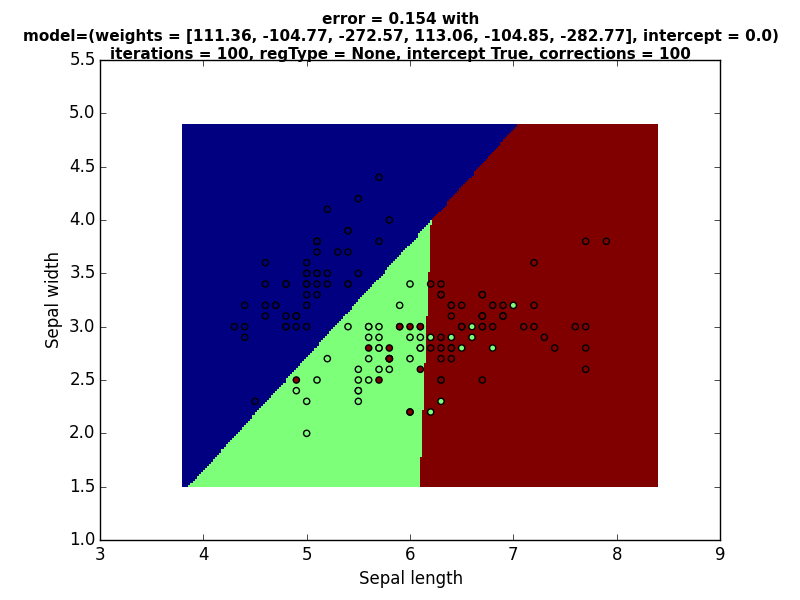 error = 0.154 with
model=(weights = [111.36, -104.77, -272.57, 113.06, -104.85, -282.77], intercept = 0.0)
iterations = 100, regType = None, intercept True, corrections = 100
5.5
5.0
4.5
4.0
3.5
3.0
2.5
2.0
1.5
1.0
Sepal width
3 4 5 6 7 8 9
Sepal length